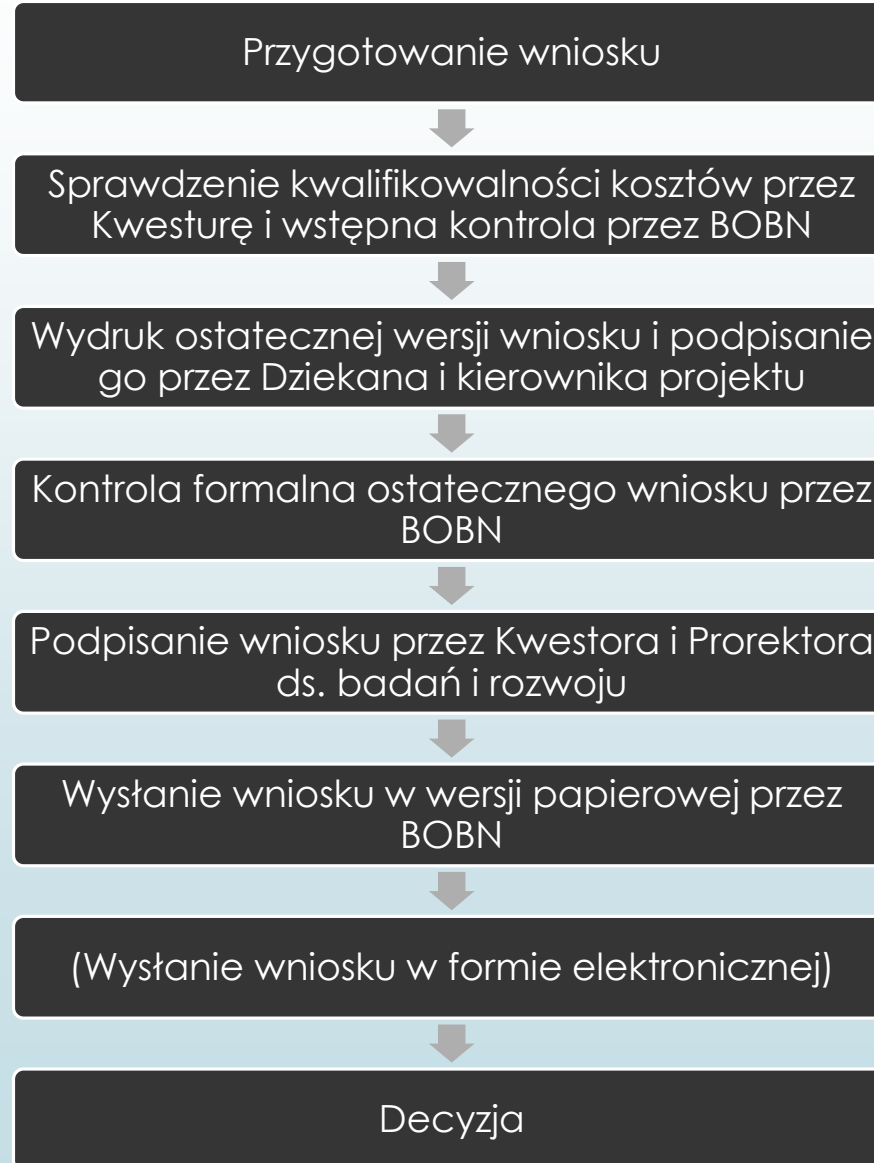 Przygotowanie wniosku
Sprawdzenie kwalifikowalności kosztów przez
Kwesturę i wstępna kontrola przez BOBN
Wydruk ostatecznej wersji wniosku i podpisanie
go przez Dziekana i kierownika projektu
Kontrola formalna ostatecznego wniosku przez
BOBN
Podpisanie wniosku przez Kwestora i Prorektora
ds. badań i rozwoju
Wysłanie wniosku w wersji papierowej przez
BOBN
(Wysłanie wniosku w formie elektronicznej)
Decyzja